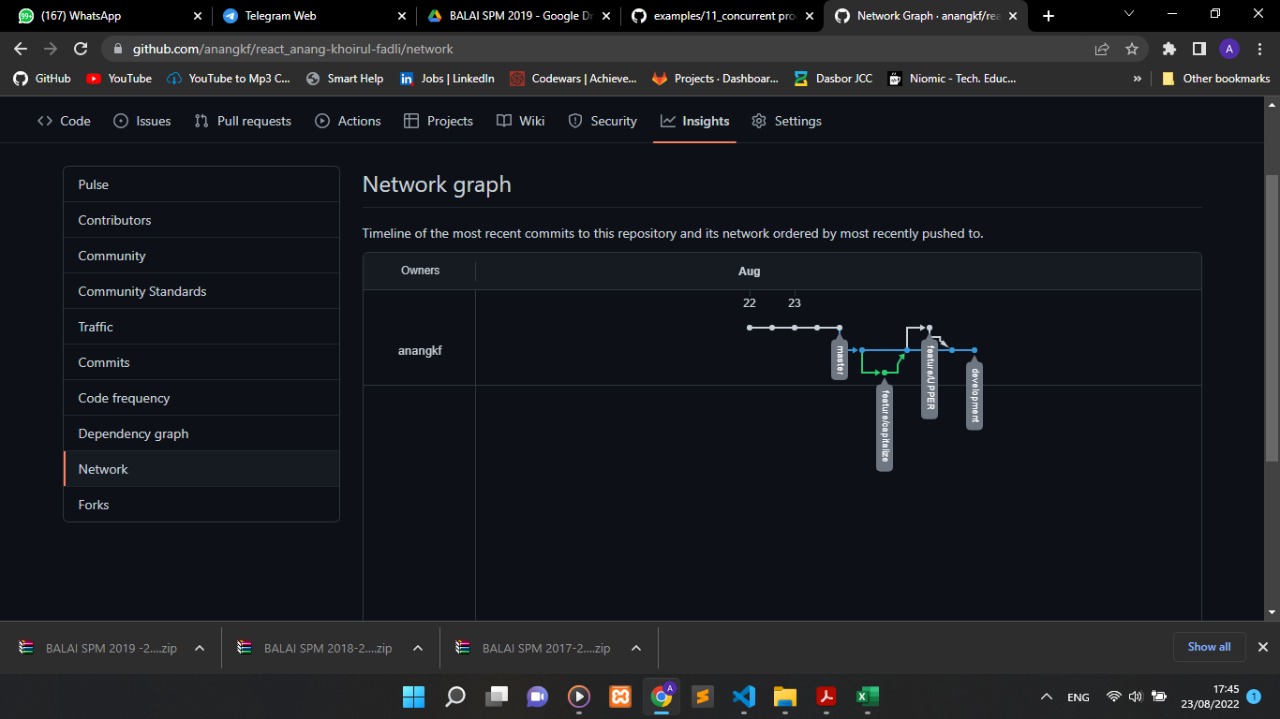 99+ (167) WhatsApp
Telegram Web
BALAI SPM 2019 - Google Dr
examples/11_concurrent pro
Network Graph · anangkf/rea
github.com/anangkf/react_anang-khoirul-fadli/network
A
GitHub
YouTube
YouTube to Mp3 C...
Smart Help
Jobs | LinkedIn
Codewars | Achieve...
Projects · Dashboar...
Dasbor JCC
Niomic - Tech. Educ...
»
Other bookmarks
Code
Issues
Pull requests
Actions
Projects
Wiki
Security
Insights
Settings
Pulse
Contributors
Community
Community Standards
Traffic
Commits
Code frequency
Dependency graph
Network
Forks
Network graph
Timeline of the most recent commits to this repository and its network ordered by most recently pushed to.
Owners
Aug
22
23
anangkf
master
feature/capitalize
feature/UPPER
development
BALAI SPM 2019 -2....zip
BALAI SPM 2018-2....zip
BALAI SPM 2017-2....zip
Show all
A
ENG
17:45
23/08/2022
1